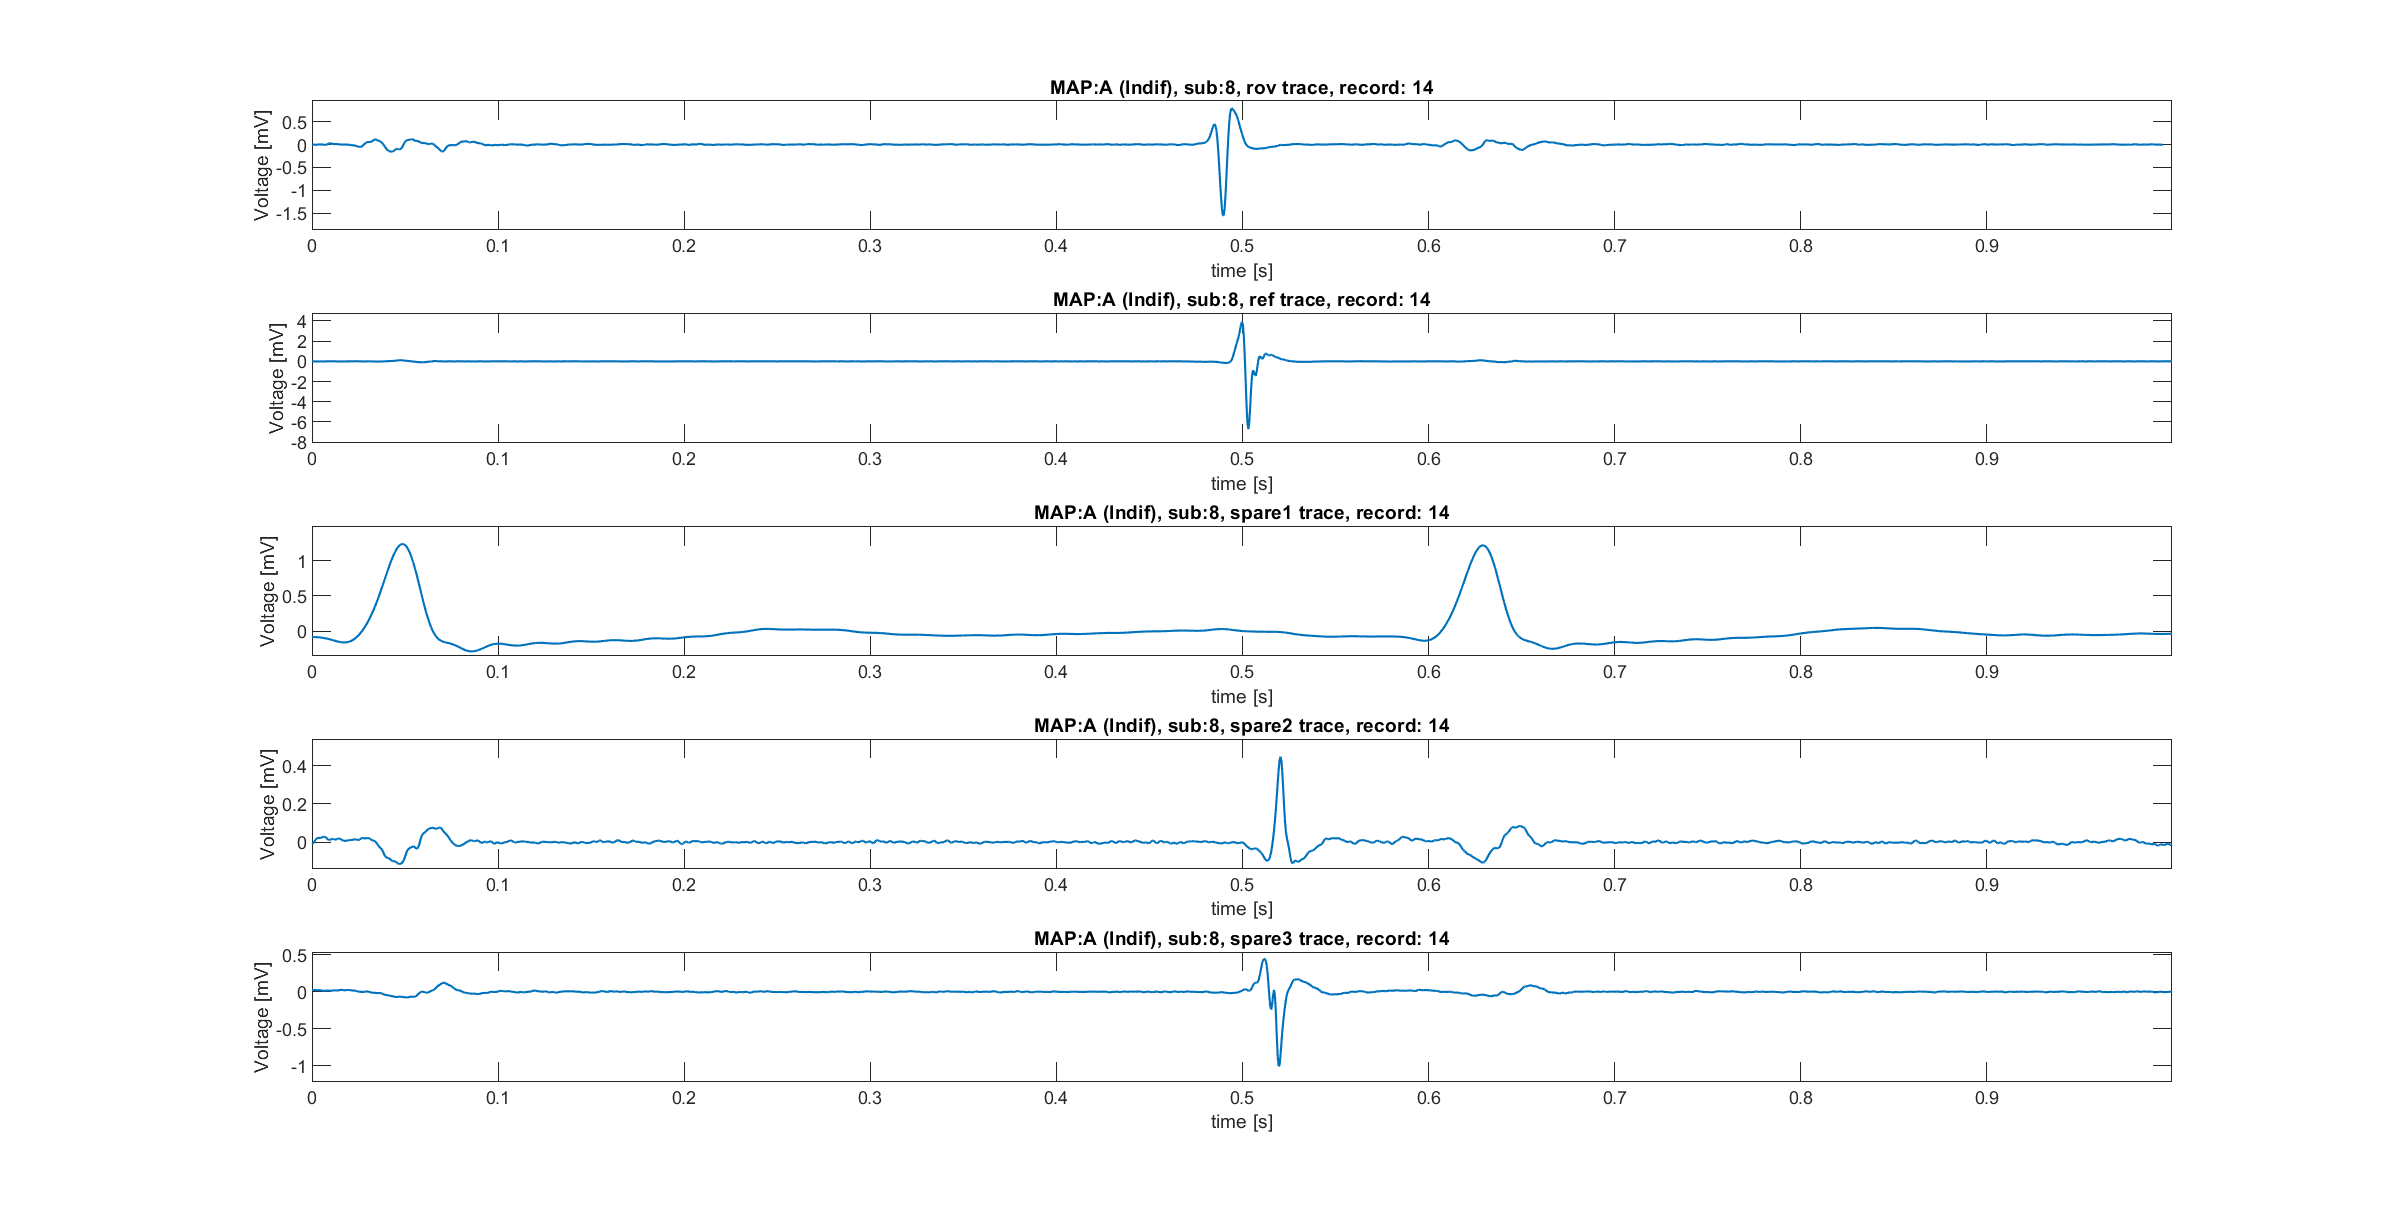 MAP:A (Indif), sub:8, rov trace, record: 14
Voltage [mV]
0.5
0
-0.5
-1
-1.5
0 0.1 0.2 0.3 0.4 0.5 0.6 0.7 0.8 0.9
time [s]
MAP:A (Indif), sub:8, ref trace, record: 14
Voltage [mV]
4
2
0
-2
-4
-6
-8
0 0.1 0.2 0.3 0.4 0.5 0.6 0.7 0.8 0.9
time [s]
MAP:A (Indif), sub:8, spare1 trace, record: 14
Voltage [mV]
1
0.5
0
0 0.1 0.2 0.3 0.4 0.5 0.6 0.7 0.8 0.9
time [s]
MAP:A (Indif), sub:8, spare2 trace, record: 14
Voltage [mV]
0.4
0.2
0
0 0.1 0.2 0.3 0.4 0.5 0.6 0.7 0.8 0.9
time [s]
MAP:A (Indif), sub:8, spare3 trace, record: 14
Voltage [mV]
0.5
0
-0.5
-1
0 0.1 0.2 0.3 0.4 0.5 0.6 0.7 0.8 0.9
time [s]